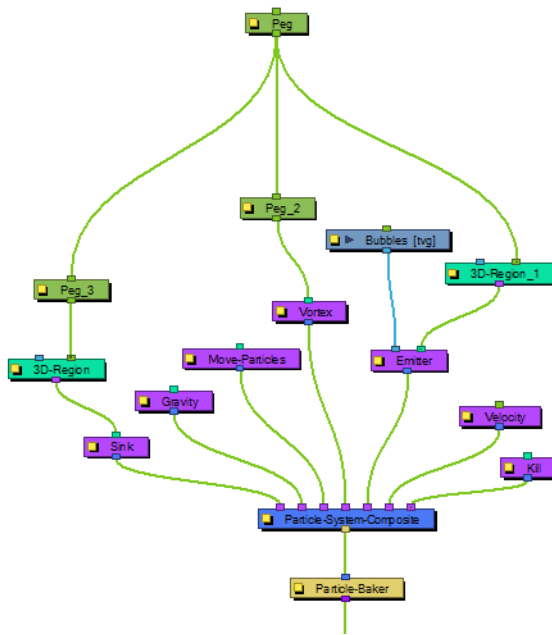 Peg
Peg_2
Bubbles [tvg]
3D-Region_1
Peg_3
Vortex
Move-Particles
Emitter
3D-Region
Gravity
Velocity
Sink
Kill
Particle-System-Composite
Particle-Baker